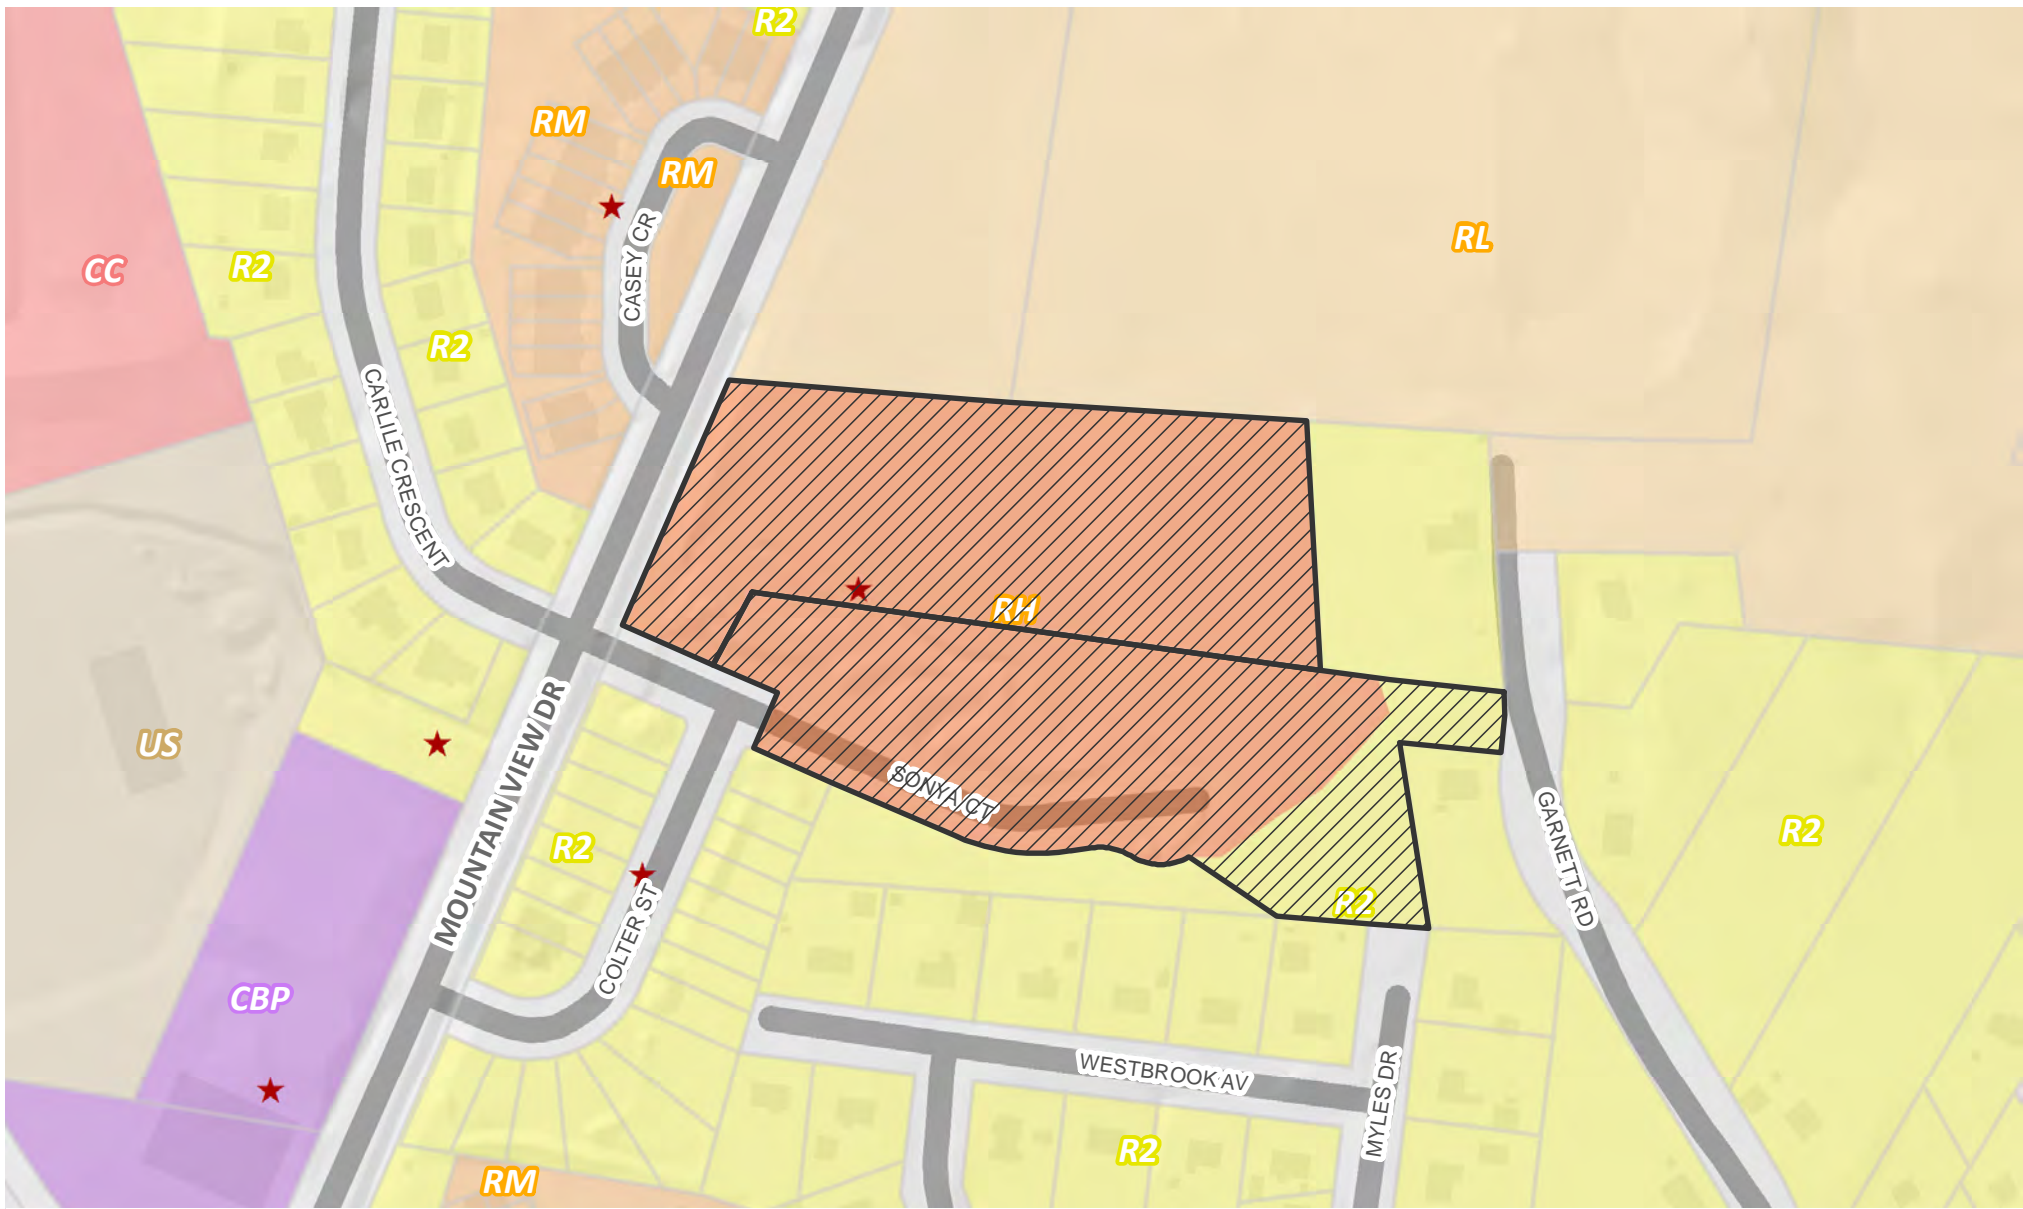 R2
RM
RM
CASEY CR
RL
CC
R2
R2
CARLILE CRESCENT
RH
US
MOUNTAIN VIEW DR
SONYA CT
R2
COLTER ST
GARNETT RD
R2
R2
CBP
WESTBROOK AV
MYLES DR
R2
RM